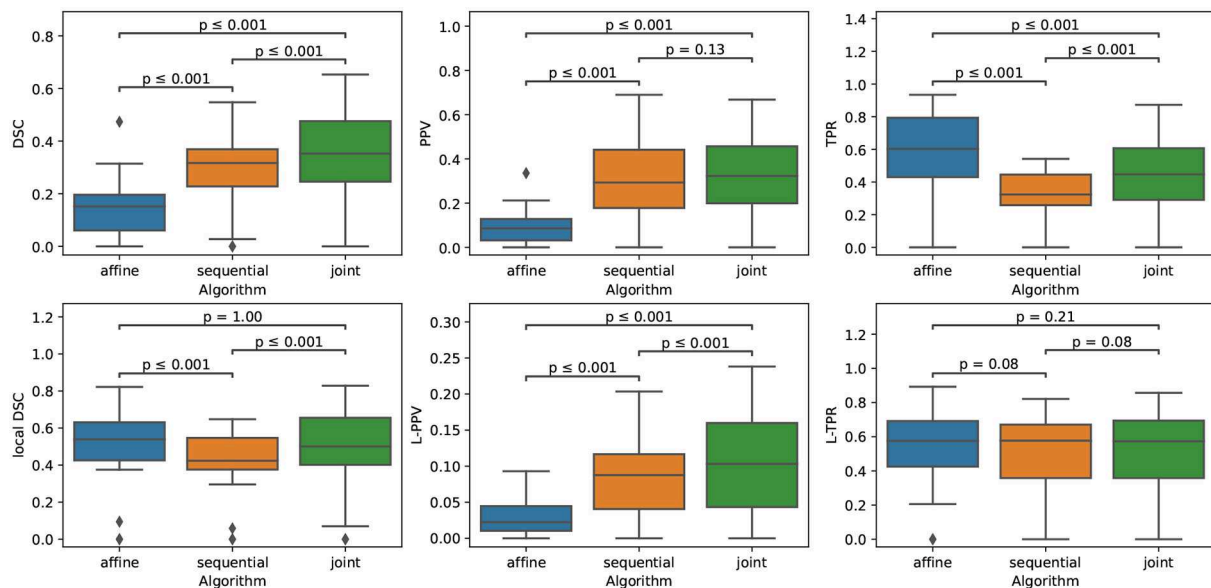 DSC
0.8
0.6
0.4
0.2
0.0
p ≤ 0.001
p ≤ 0.001
p ≤ 0.001
affine
sequential
joint
Algorithm
PPV
1.0
0.8
0.6
0.4
0.2
0.0
p ≤ 0.001
p = 0.13
p ≤ 0.001
affine
sequential
joint
Algorithm
TPR
1.4
1.2
1.0
0.8
0.6
0.4
0.2
0.0
p ≤ 0.001
p ≤ 0.001
p ≤ 0.001
affine
sequential
joint
Algorithm
local DSC
1.2
1.0
0.8
0.6
0.4
0.2
0.0
p = 1.00
p ≤ 0.001
p ≤ 0.001
affine
sequential
joint
Algorithm
L-PPV
0.30
0.25
0.20
0.15
0.10
0.05
0.00
p ≤ 0.001
p ≤ 0.001
p ≤ 0.001
affine
sequential
joint
Algorithm
L-TPR
1.2
1.0
0.8
0.6
0.4
0.2
0.0
p = 0.21
p = 0.08
p = 0.08
affine
sequential
joint
Algorithm